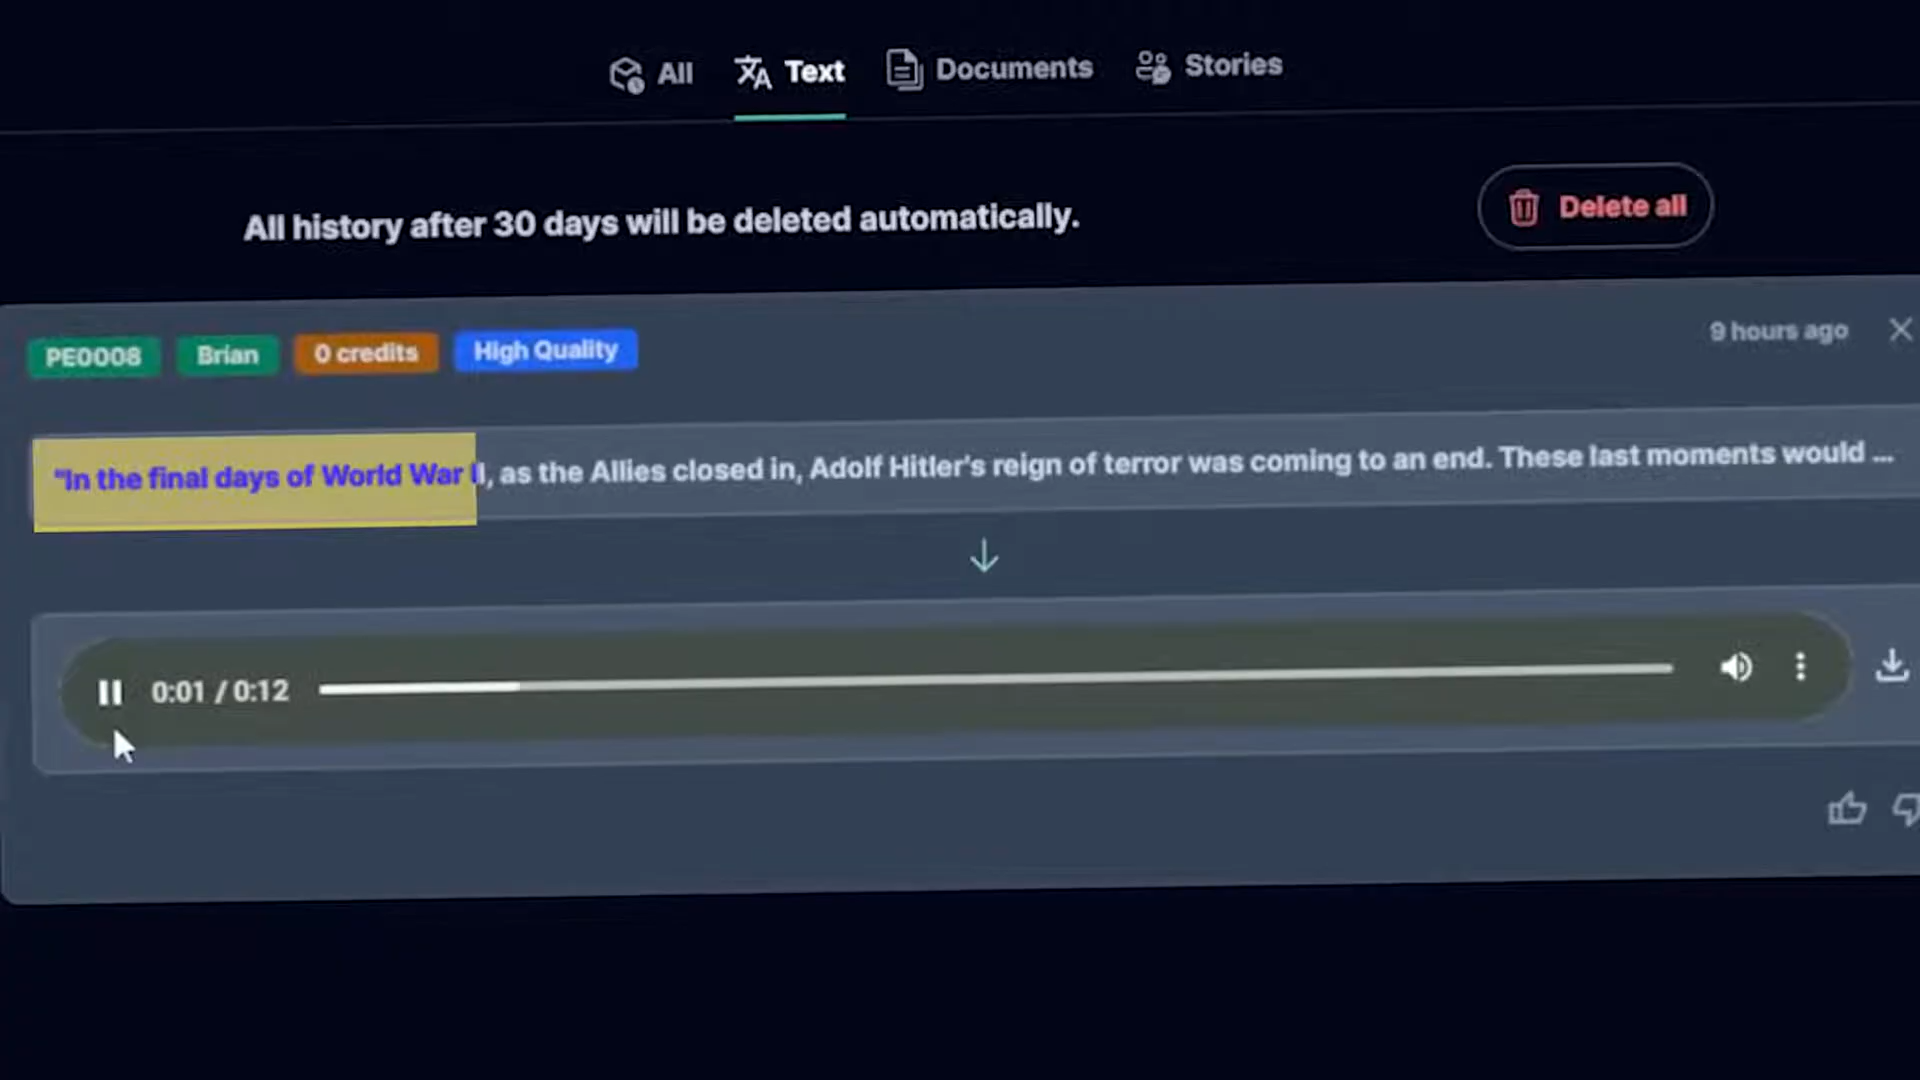 All Text Documents Stories
All history after 30 days will be deleted automatically. Delete all
PE0008 Brian 0 credits High Quality 9 hours ago
"In the final days of World War II, as the Allies closed in, Adolf Hitler's reign of terror was coming to an end. These last moments would ...
0:01 / 0:12